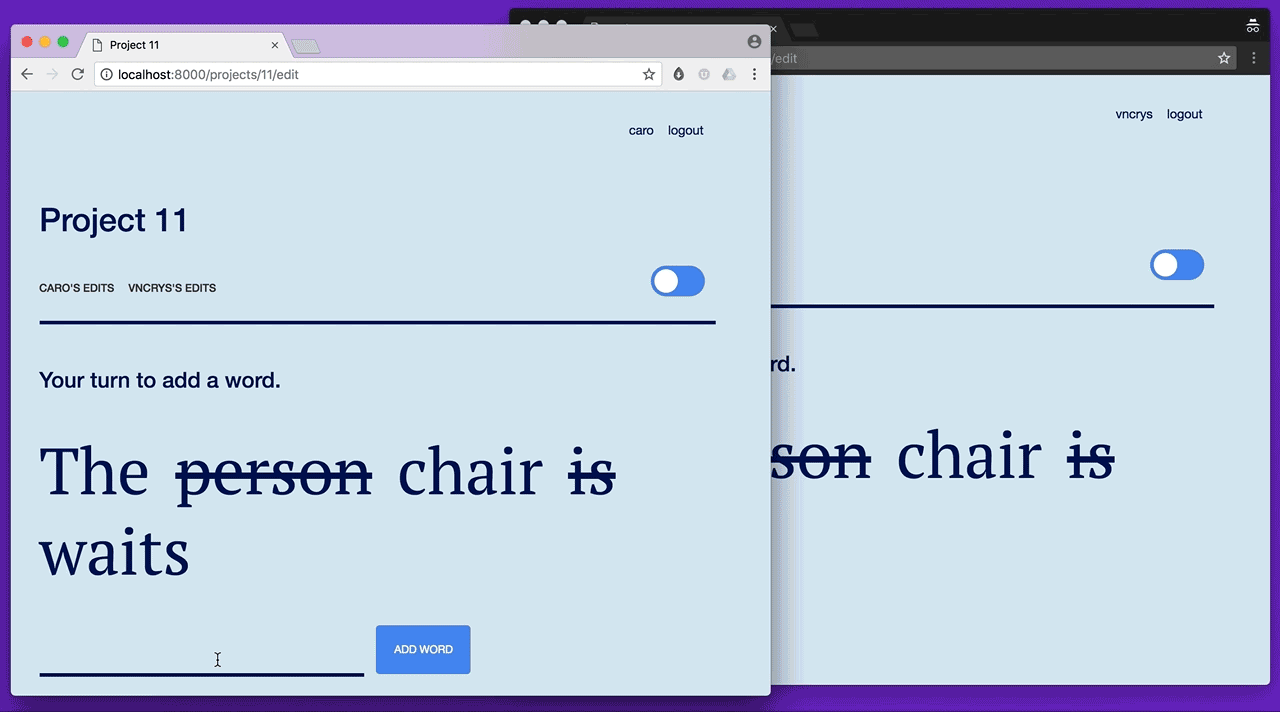 Project 11
localhost:8000/projects/11/edit
caro logout
Project 11
CARO'S EDITS VNCRYS'S EDITS
Your turn to add a word.
The person chair is
waits
ADD WORD
/edit
vncrys logout
rd.
son chair is